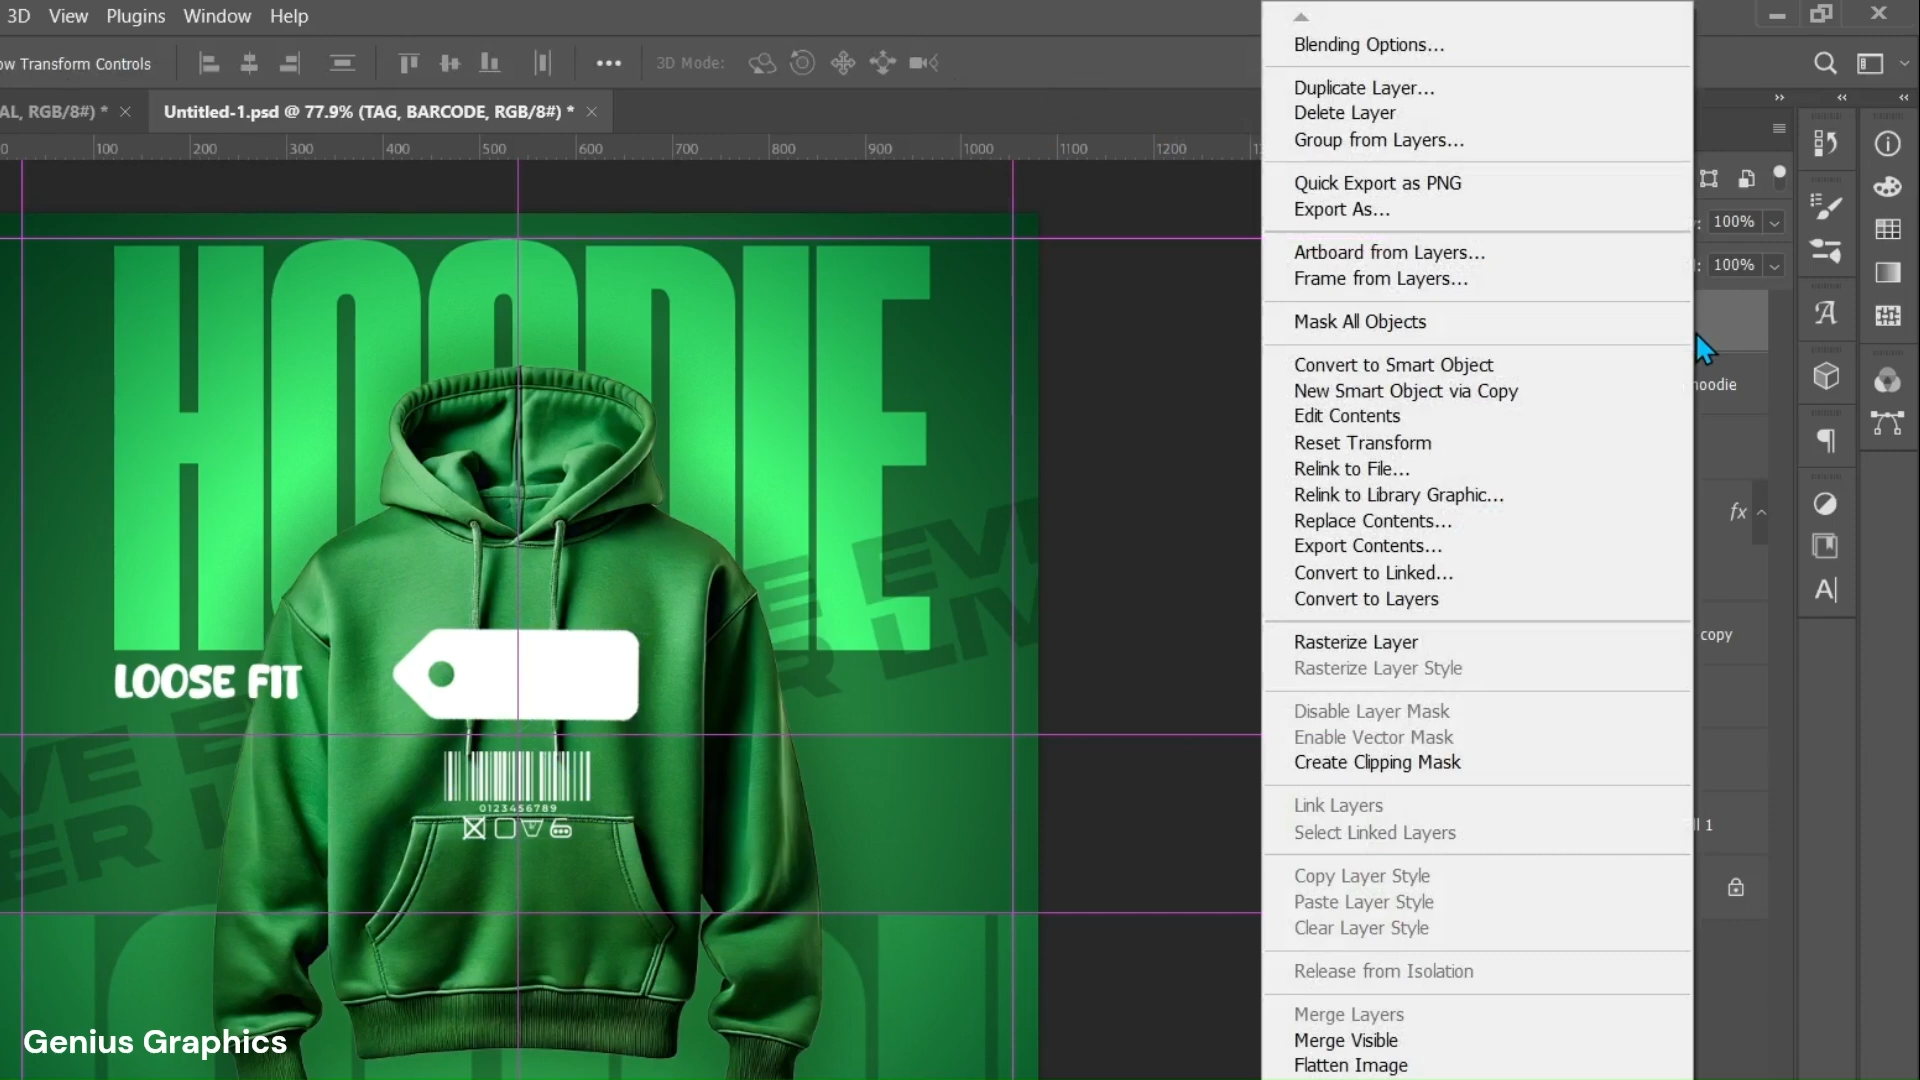 3D View Plugins Window Help
ow Transform Controls
3D Mode:
AL, RGB/8#) *
Untitled-1.psd @ 77.9% (TAG, BARCODE, RGB/8#) *
0 100 200 300 400 500 600 700 800 900 1000 1100 1200
HOODIE
LOOSE FIT
0123456789
Genius Graphics
Blending Options...
Duplicate Layer...
Delete Layer
Group from Layers...
Quick Export as PNG
Export As...
Artboard from Layers...
Frame from Layers...
Mask All Objects
Convert to Smart Object
New Smart Object via Copy
Edit Contents
Reset Transform
Relink to File...
Relink to Library Graphic...
Replace Contents...
Export Contents...
Convert to Linked...
Convert to Layers
Rasterize Layer
Rasterize Layer Style
Disable Layer Mask
Enable Vector Mask
Create Clipping Mask
Link Layers
Select Linked Layers
Copy Layer Style
Paste Layer Style
Clear Layer Style
Release from Isolation
Merge Layers
Merge Visible
Flatten Image
100%
100%
hoodie
fx
copy
ll 1